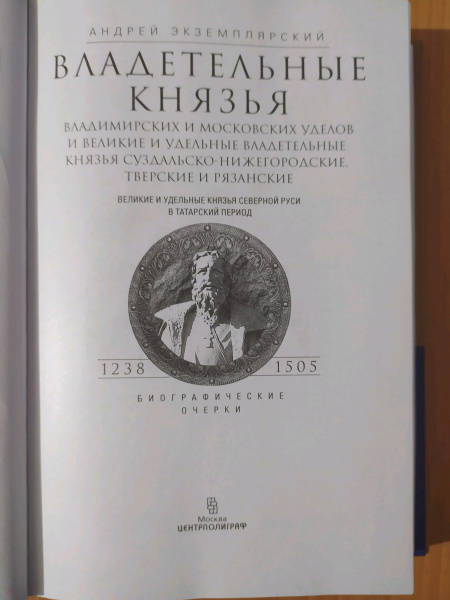 АНДРЕЙ ЭКЗЕМПЛЯРСКИЙ
ВЛАДЕТЕЛЬНЫЕ
КНЯЗЬЯ
ВЛАДИМИРСКИХ И МОСКОВСКИХ УДЕЛОВ
И ВЕЛИКИЕ И УДЕЛЬНЫЕ ВЛАДЕТЕЛЬНЫЕ
КНЯЗЬЯ СУЗДАЛЬСКО-НИЖЕГОРОДСКИЕ,
ТВЕРСКИЕ И РЯЗАНСКИЕ
ВЕЛИКИЕ И УДЕЛЬНЫЕ КНЯЗЬЯ СЕВЕРНОЙ РУСИ
В ТАТАРСКИЙ ПЕРИОД
1238 1505
БИОГРАФИЧЕСКИЕ
ОЧЕРКИ
Москва
ЦЕНТРПОЛИГРАФ